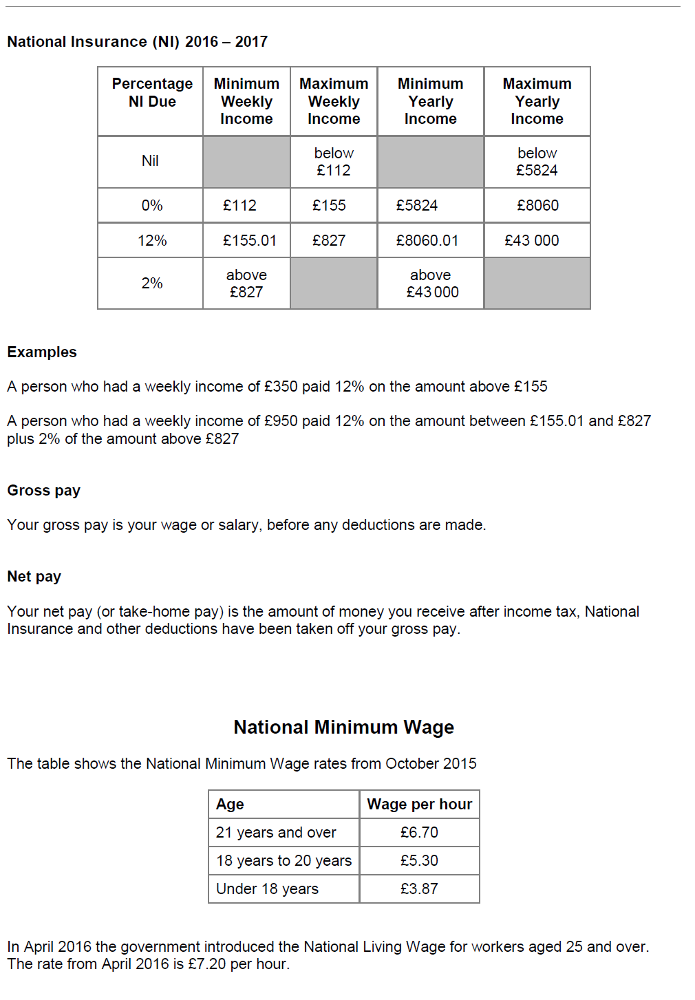 National Insurance (NI) 2016 – 2017
Percentage NI Due Minimum Weekly Income Maximum Weekly Income Minimum Yearly Income Maximum Yearly Income
Nil below £112 below £5824
0% £112 £155 £5824 £8060
12% £155.01 £827 £8060.01 £43 000
2% above £827 above £43 000
Examples
A person who had a weekly income of £350 paid 12% on the amount above £155
A person who had a weekly income of £950 paid 12% on the amount between £155.01 and £827
plus 2% of the amount above £827
Gross pay
Your gross pay is your wage or salary, before any deductions are made.
Net pay
Your net pay (or take-home pay) is the amount of money you receive after income tax, National
Insurance and other deductions have been taken off your gross pay.
National Minimum Wage
The table shows the National Minimum Wage rates from October 2015
Age Wage per hour
21 years and over £6.70
18 years to 20 years £5.30
Under 18 years £3.87
In April 2016 the government introduced the National Living Wage for workers aged 25 and over.
The rate from April 2016 is £7.20 per hour.